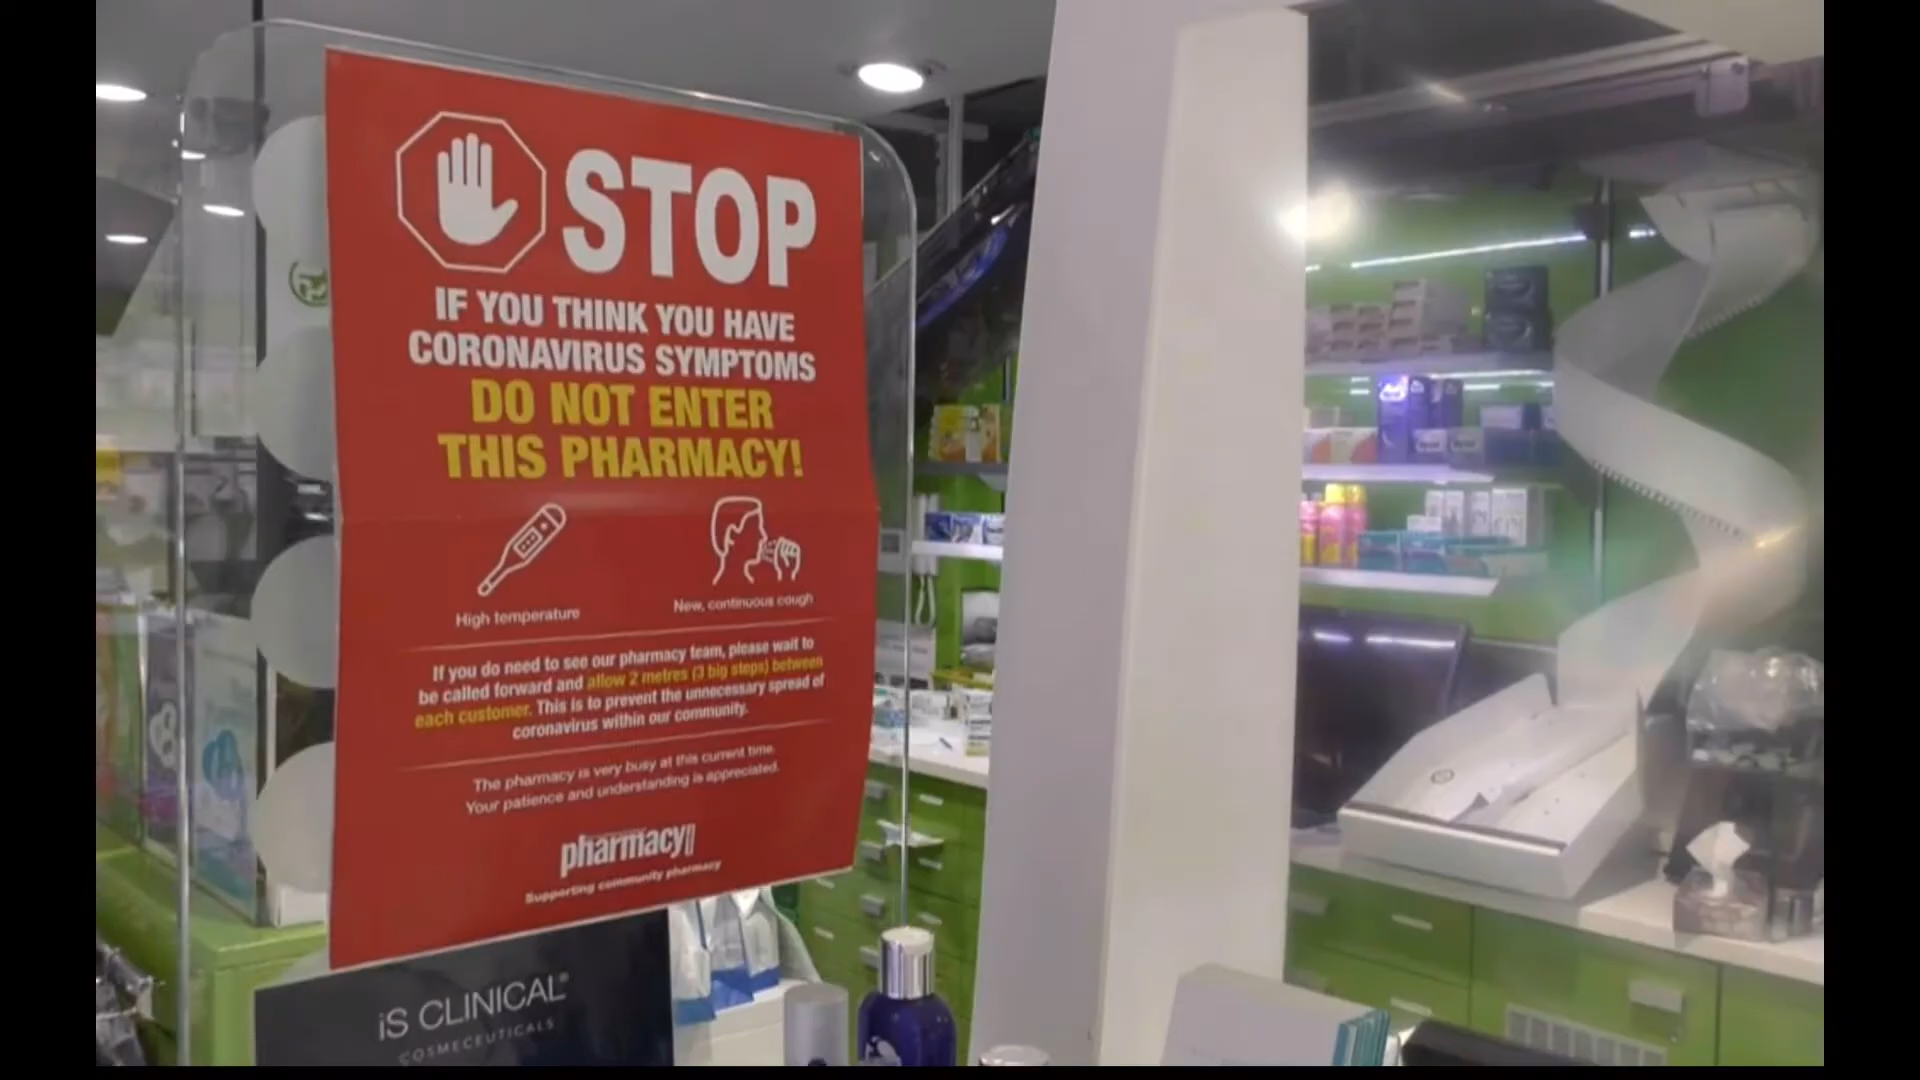 STOP
IF YOU THINK YOU HAVE
CORONAVIRUS SYMPTOMS
DO NOT ENTER
THIS PHARMACY!
High temperature
New, continuous cough
If you do need to see our pharmacy team, please wait to
be called forward and allow 2 metres (3 big steps) between
each customer. This is to prevent the unnecessary spread of
coronavirus within our community.
The pharmacy is very busy at this current time.
Your patience and understanding is appreciated.
pharmacy
Supporting community pharmacy
iS CLINICAL®
COSMECEUTICALS